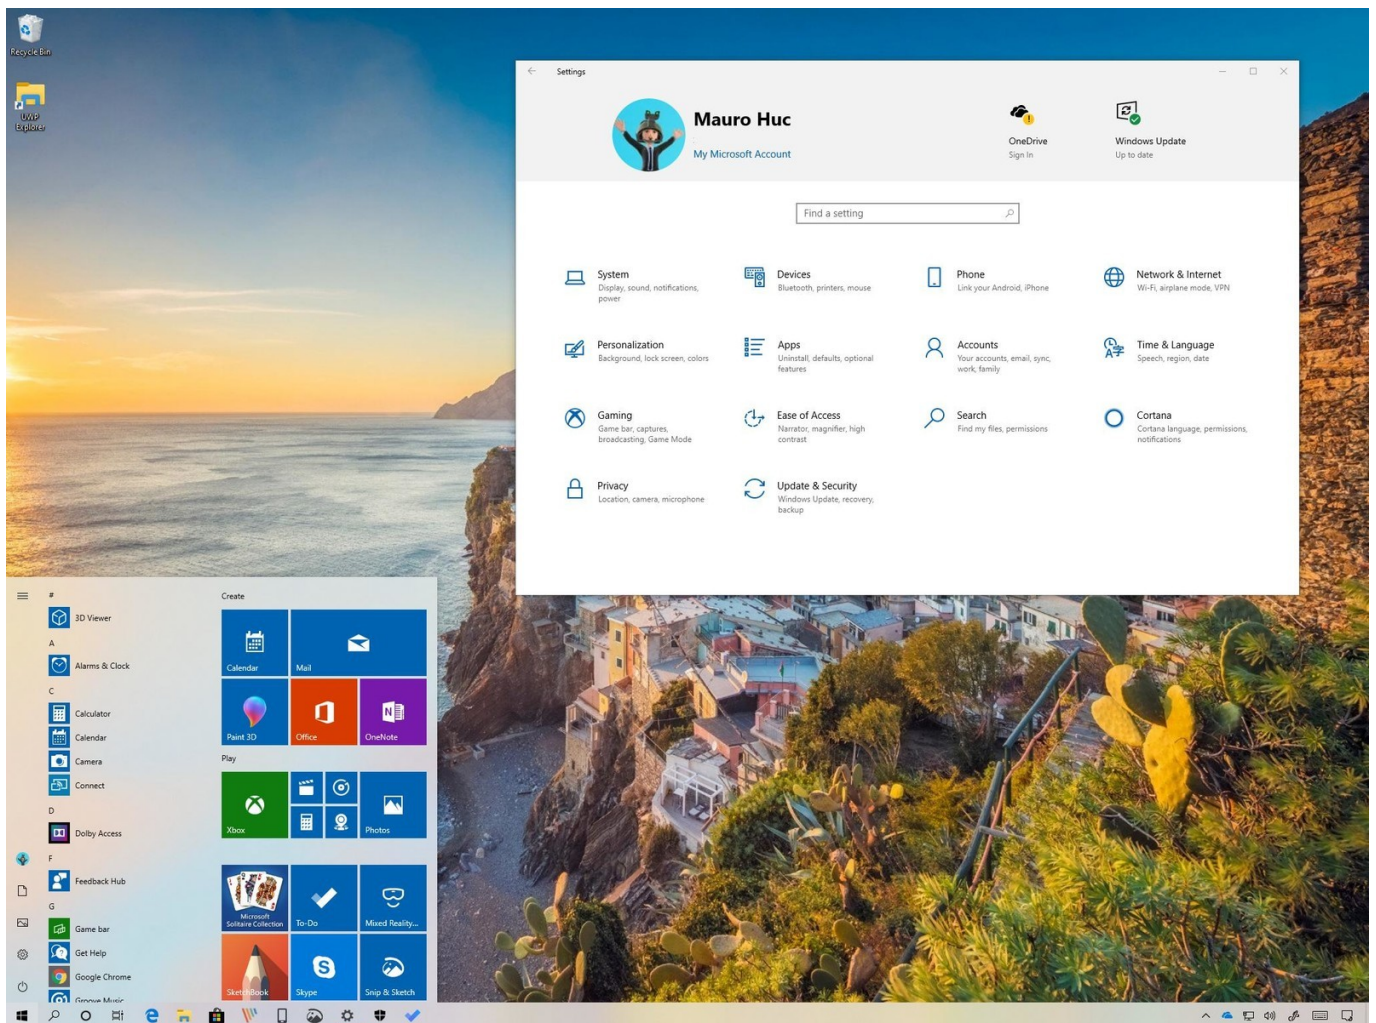 Recycle Bin
UWP
Explorer
Settings
Mauro Huc
My Microsoft Account
OneDrive
Sign In
Windows Update
Up to date
Find a setting
System
Display, sound, notifications,
power
Devices
Bluetooth, printers, mouse
Phone
Link your Android, iPhone
Network & Internet
Wi-Fi, airplane mode, VPN
Personalization
Background, lock screen, colors
Apps
Uninstall, defaults, optional
features
Accounts
Your accounts, email, sync,
work, family
Time & Language
Speech, region, date
Gaming
Game bar, captures,
broadcasting, Game Mode
Ease of Access
Narrator, magnifier, high
contrast
Search
Find my files, permissions
Cortana
Cortana language, permissions,
notifications
Privacy
Location, camera, microphone
Update & Security
Windows Update, recovery,
backup
#
3D Viewer
A
Alarms & Clock
C
Calculator
Calendar
Camera
Connect
D
Dolby Access
F
Feedback Hub
G
Game bar
Get Help
Google Chrome
Groove Music
Create
Calendar
Mail
Paint 3D
Office
OneNote
Play
Xbox
Photos
Microsoft
Solitaire Collection
To-Do
Mixed Reality...
SketchBook
Skype
Snip & Sketch